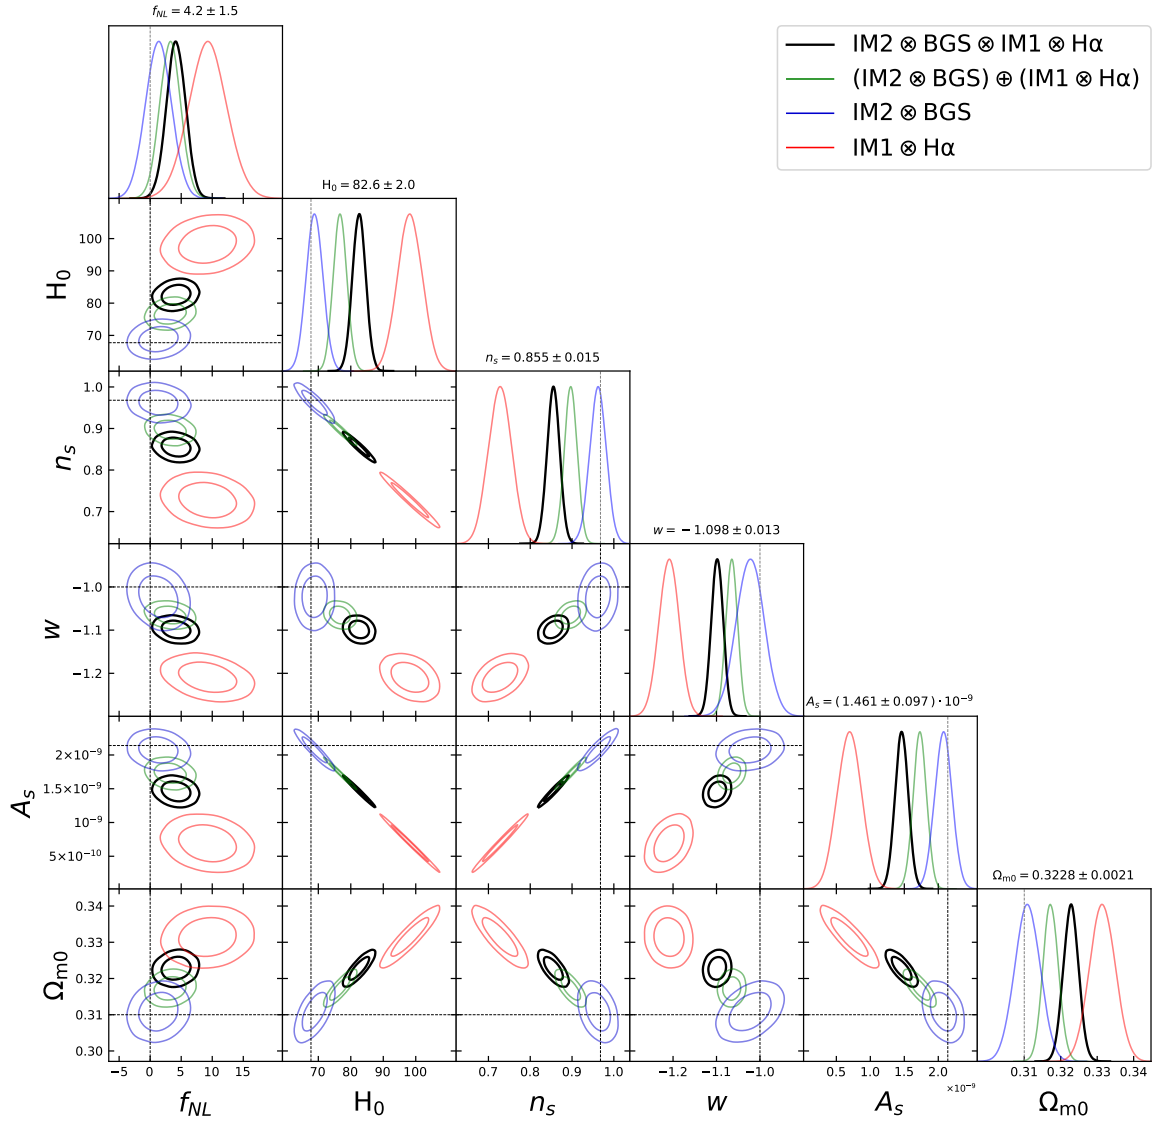 f_NL = 4.2 ± 1.5
IM2 ⊗ BGS ⊗ IM1 ⊗ Hα
(IM2 ⊗ BGS) ⊕ (IM1 ⊗ Hα)
IM2 ⊗ BGS
IM1 ⊗ Hα
H₀ = 82.6 ± 2.0
100
90
80
70
H₀
n_s = 0.855 ± 0.015
1.0
0.9
0.8
0.7
n_s
w = −1.098 ± 0.013
−1.0
−1.1
−1.2
w
A_s = (1.461 ± 0.097) · 10⁻⁹
2×10⁻⁹
1.5×10⁻⁹
10⁻⁹
5×10⁻¹⁰
A_s
Ω_m0 = 0.3228 ± 0.0021
0.34
0.33
0.32
0.31
0.30
Ω_m0
−5 0 5 10 15
70 80 90 100
0.7 0.8 0.9 1.0
−1.2 −1.1 −1.0
0.5 1.0 1.5 2.0
×10⁻⁹
0.31 0.32 0.33 0.34
f_NL
H₀
n_s
w
A_s
Ω_m0